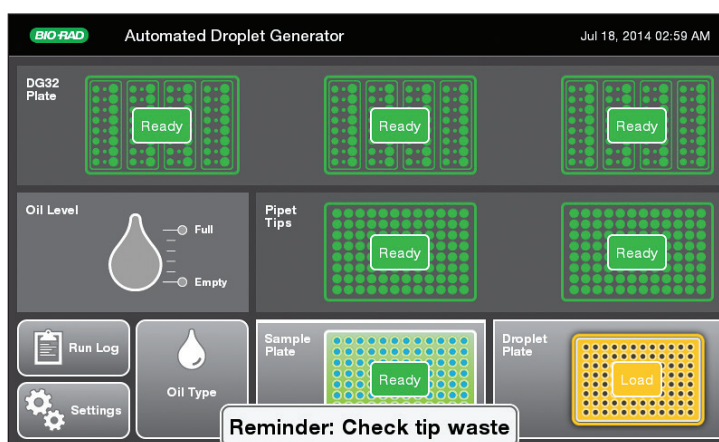 BIO-RAD Automated Droplet Generator Jul 18, 2014 02:59 AM
DG32
Plate
Ready Ready Ready
Oil Level
Full
Empty
Pipet
Tips
Ready Ready
Run Log
Settings
Oil Type
Sample
Plate
Ready
Droplet
Plate
Load
Reminder: Check tip waste